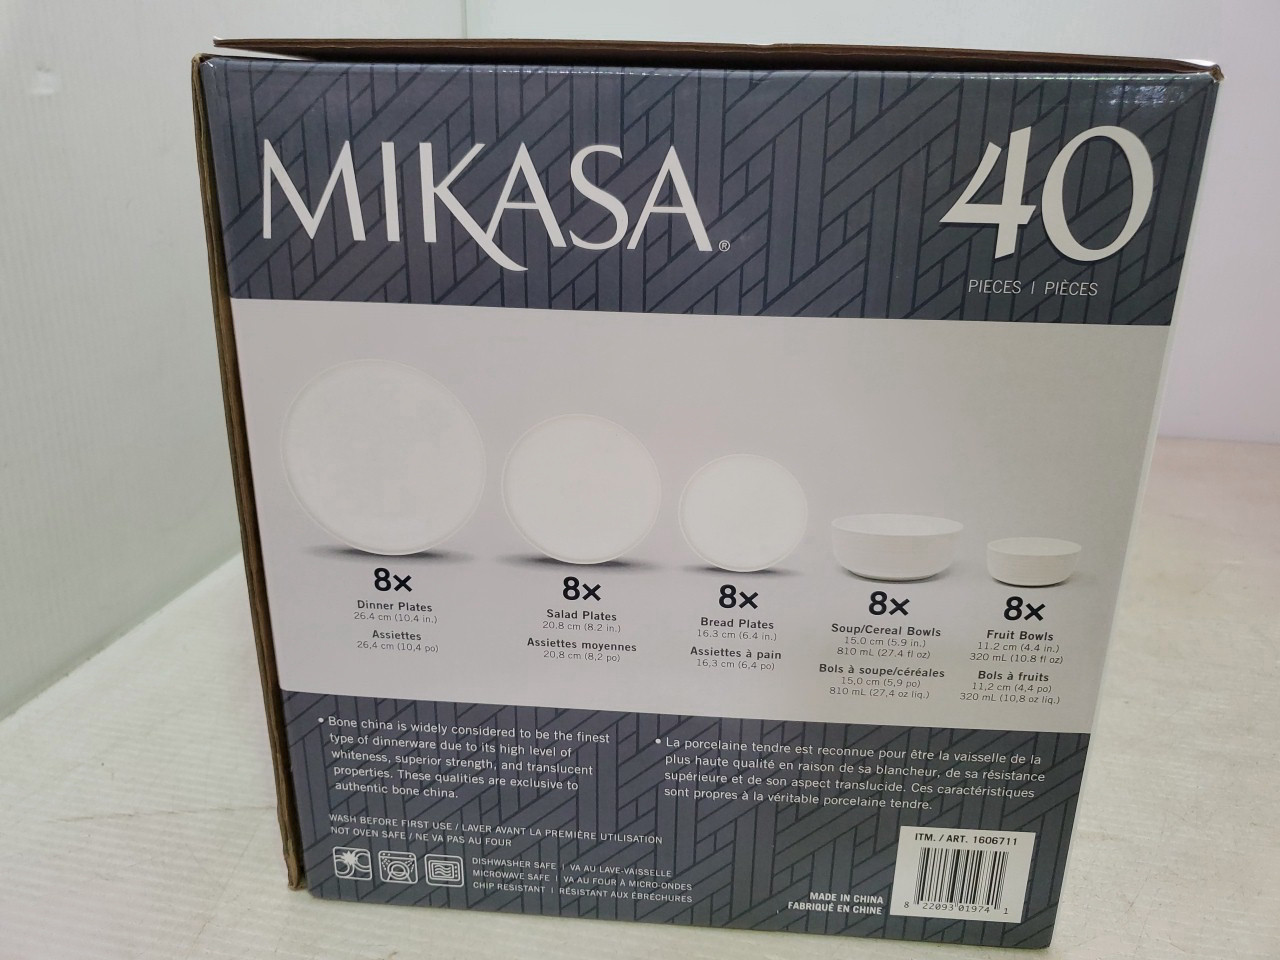 MIKASA®
40
PIECES | PIÈCES
8x
Dinner Plates
26.4 cm (10.4 in.)
Assiettes
26,4 cm (10,4 po)
8x
Salad Plates
20.8 cm (8.2 in.)
Assiettes moyennes
20,8 cm (8,2 po)
8x
Bread Plates
16.3 cm (6.4 in.)
Assiettes à pain
16,3 cm (6,4 po)
8x
Soup/Cereal Bowls
15.0 cm (5.9 in.)
810 mL (27.4 fl oz)
Bols à soupe/céréales
15,0 cm (5,9 po)
810 mL (27,4 oz liq.)
8x
Fruit Bowls
11.2 cm (4.4 in.)
320 mL (10.8 fl oz)
Bols à fruits
11,2 cm (4,4 po)
320 mL (10,8 oz liq.)
• Bone china is widely considered to be the finest
type of dinnerware due to its high level of
whiteness, superior strength, and translucent
properties. These qualities are exclusive to
authentic bone china.
• La porcelaine tendre est reconnue pour être la vaisselle de la
plus haute qualité en raison de sa blancheur, de sa résistance
supérieure et de son aspect translucide. Ces caractéristiques
sont propres à la véritable porcelaine tendre.
WASH BEFORE FIRST USE / LAVER AVANT LA PREMIÈRE UTILISATION
NOT OVEN SAFE / NE VA PAS AU FOUR
DISHWASHER SAFE | VA AU LAVE-VAISSELLE
MICROWAVE SAFE | VA AU FOUR À MICRO-ONDES
CHIP RESISTANT | RÉSISTANT AUX ÉBRÉCHURES
MADE IN CHINA
FABRIQUÉ EN CHINE
ITM. / ART. 1606711
8 22093 01974 1